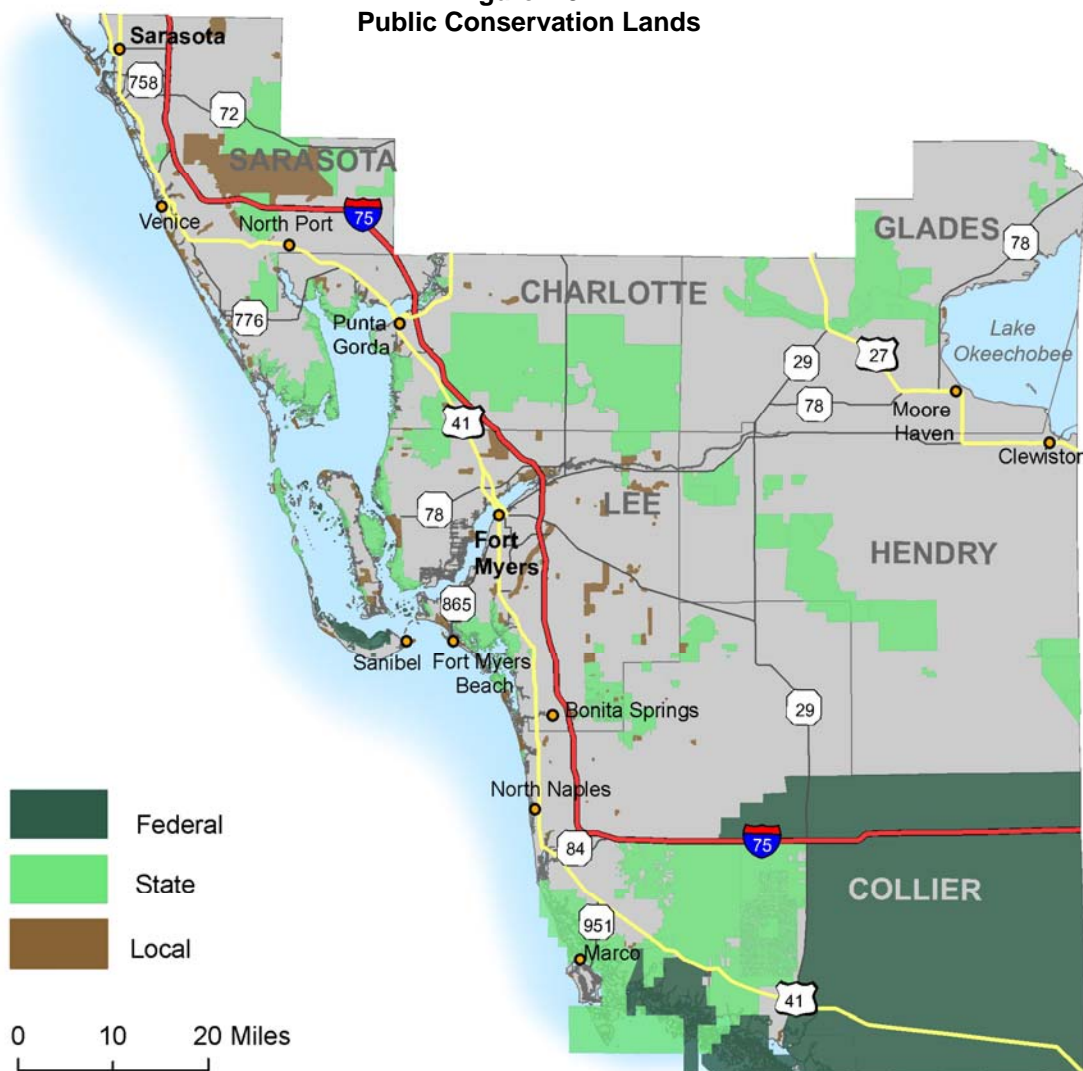 Public Conservation Lands
Sarasota
758
72
SARASOTA
Venice
North Port
75
GLADES
78
CHARLOTTE
776
Punta
Gorda
Lake
Okeechobee
29
27
78
Moore
Haven
Clewiston
41
78
LEE
Fort
Myers
HENDRY
865
Sanibel
Fort Myers
Beach
Bonita Springs
29
North Naples
84
75
COLLIER
951
Marco
41
Federal
State
Local
0 10 20 Miles